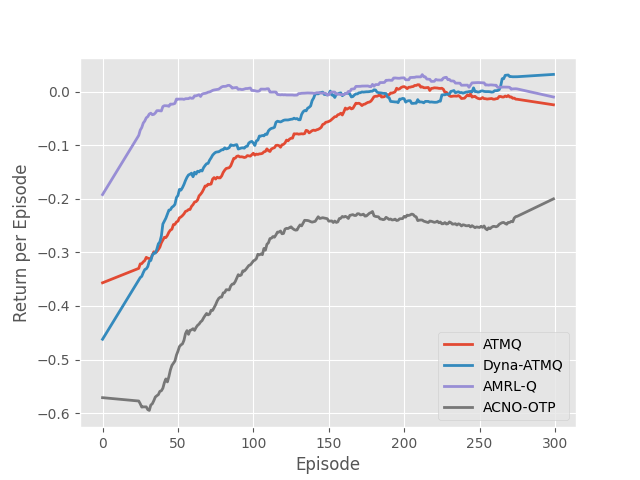 0.0
−0.1
−0.2
−0.3
−0.4
−0.5
−0.6
Return per Episode
0 50 100 150 200 250 300
Episode
ATMQ
Dyna-ATMQ
AMRL-Q
ACNO-OTP